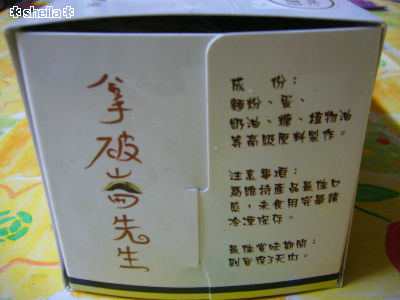 *sheila*
拿破崙先生
成　份：
麵粉、蛋、
奶油、糖、植物油
等高級原料製作。
注意事項：
為維持產品最佳口
感，未食用完畢請
冷凍保存。
最佳賞味期間：
到貨後3天內。